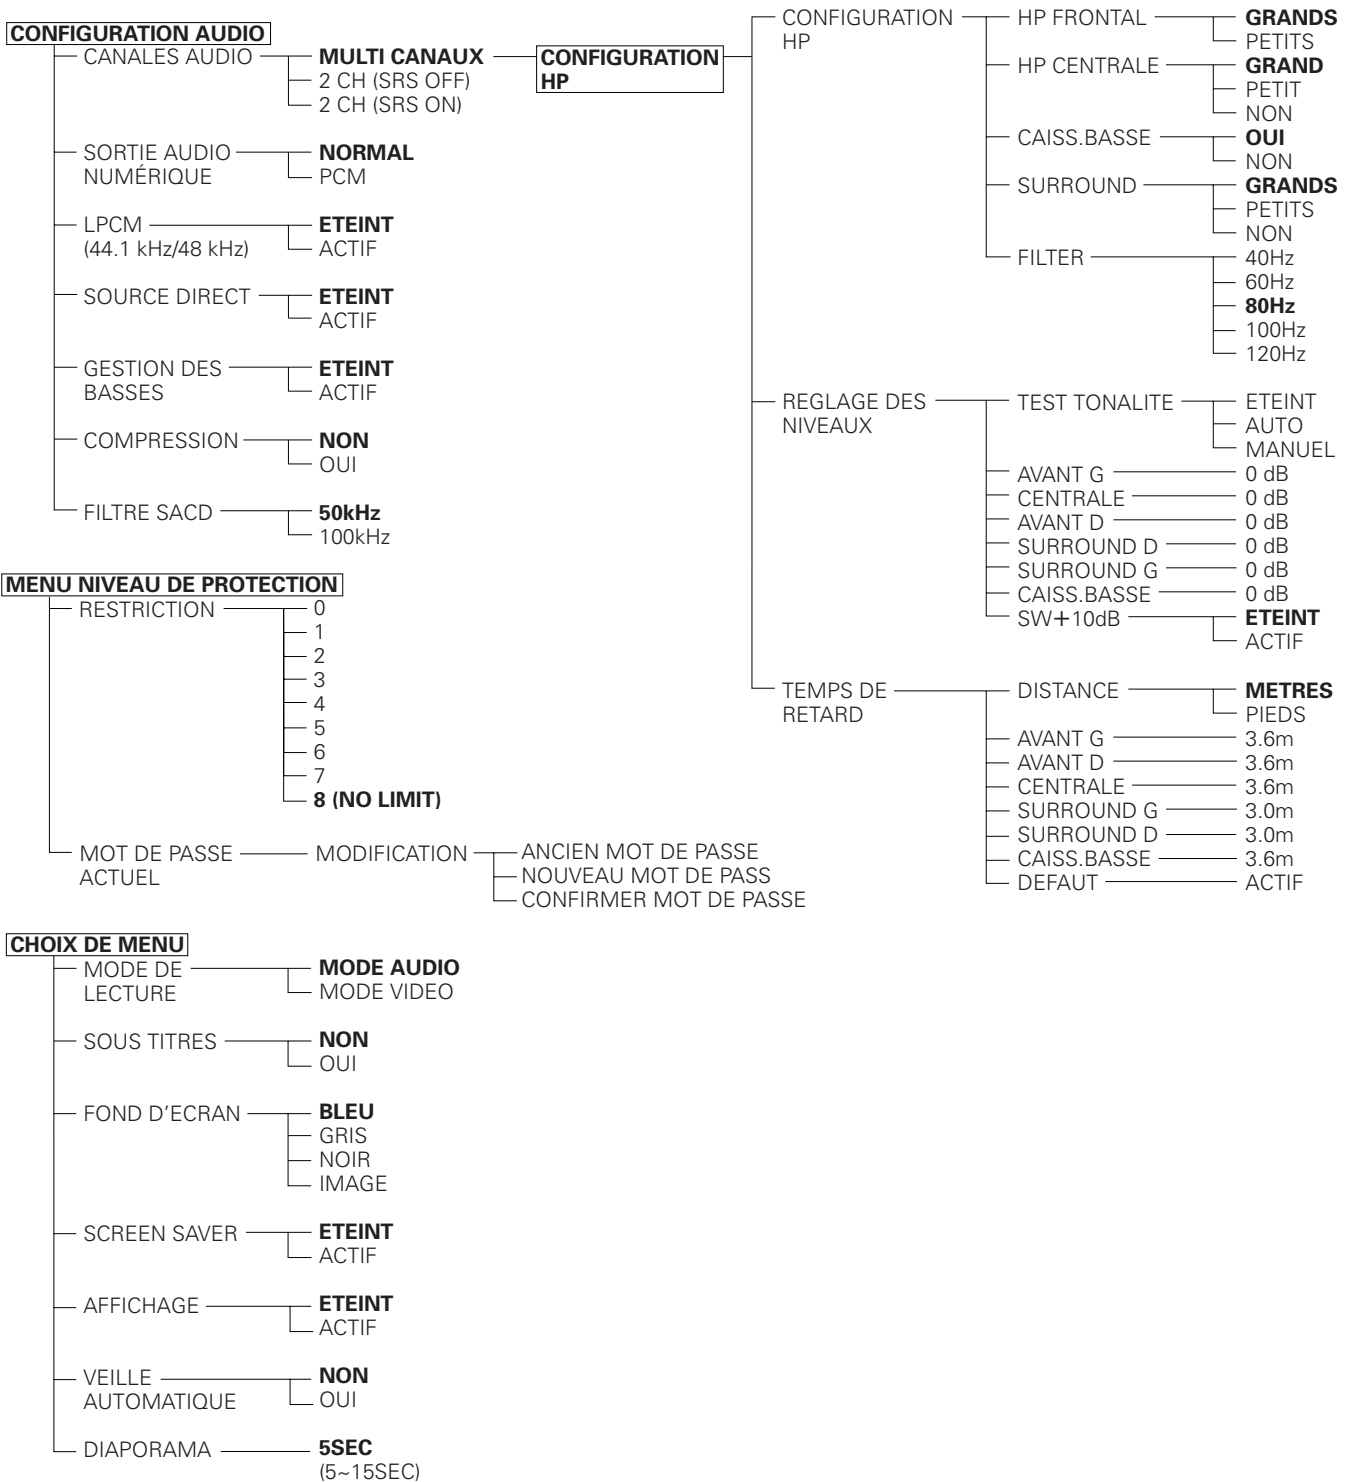 CONFIGURATION AUDIO
CANALES AUDIO
MULTI CANAUX
2 CH (SRS OFF)
2 CH (SRS ON)
SORTIE AUDIO
NUMÉRIQUE
NORMAL
PCM
LPCM
(44.1 kHz/48 kHz)
ETEINT
ACTIF
SOURCE DIRECT
ETEINT
ACTIF
GESTION DES
BASSES
ETEINT
ACTIF
COMPRESSION
NON
OUI
FILTRE SACD
50kHz
100kHz
CONFIGURATION
HP
CONFIGURATION
HP
HP FRONTAL
GRANDS
PETITS
HP CENTRALE
GRAND
PETIT
NON
CAISS.BASSE
OUI
NON
SURROUND
GRANDS
PETITS
NON
FILTER
40Hz
60Hz
80Hz
100Hz
120Hz
REGLAGE DES
NIVEAUX
TEST TONALITE
ETEINT
AUTO
MANUEL
AVANT G 0 dB
CENTRALE 0 dB
AVANT D 0 dB
SURROUND D 0 dB
SURROUND G 0 dB
CAISS.BASSE 0 dB
SW+10dB
ETEINT
ACTIF
TEMPS DE
RETARD
DISTANCE
METRES
PIEDS
AVANT G 3.6m
AVANT D 3.6m
CENTRALE 3.6m
SURROUND G 3.0m
SURROUND D 3.0m
CAISS.BASSE 3.6m
DEFAUT ACTIF
MENU NIVEAU DE PROTECTION
RESTRICTION
0
1
2
3
4
5
6
7
8 (NO LIMIT)
MOT DE PASSE
ACTUEL
MODIFICATION
ANCIEN MOT DE PASSE
NOUVEAU MOT DE PASS
CONFIRMER MOT DE PASSE
CHOIX DE MENU
MODE DE
LECTURE
MODE AUDIO
MODE VIDEO
SOUS TITRES
NON
OUI
FOND D'ECRAN
BLEU
GRIS
NOIR
IMAGE
SCREEN SAVER
ETEINT
ACTIF
AFFICHAGE
ETEINT
ACTIF
VEILLE
AUTOMATIQUE
NON
OUI
DIAPORAMA
5SEC
(5~15SEC)